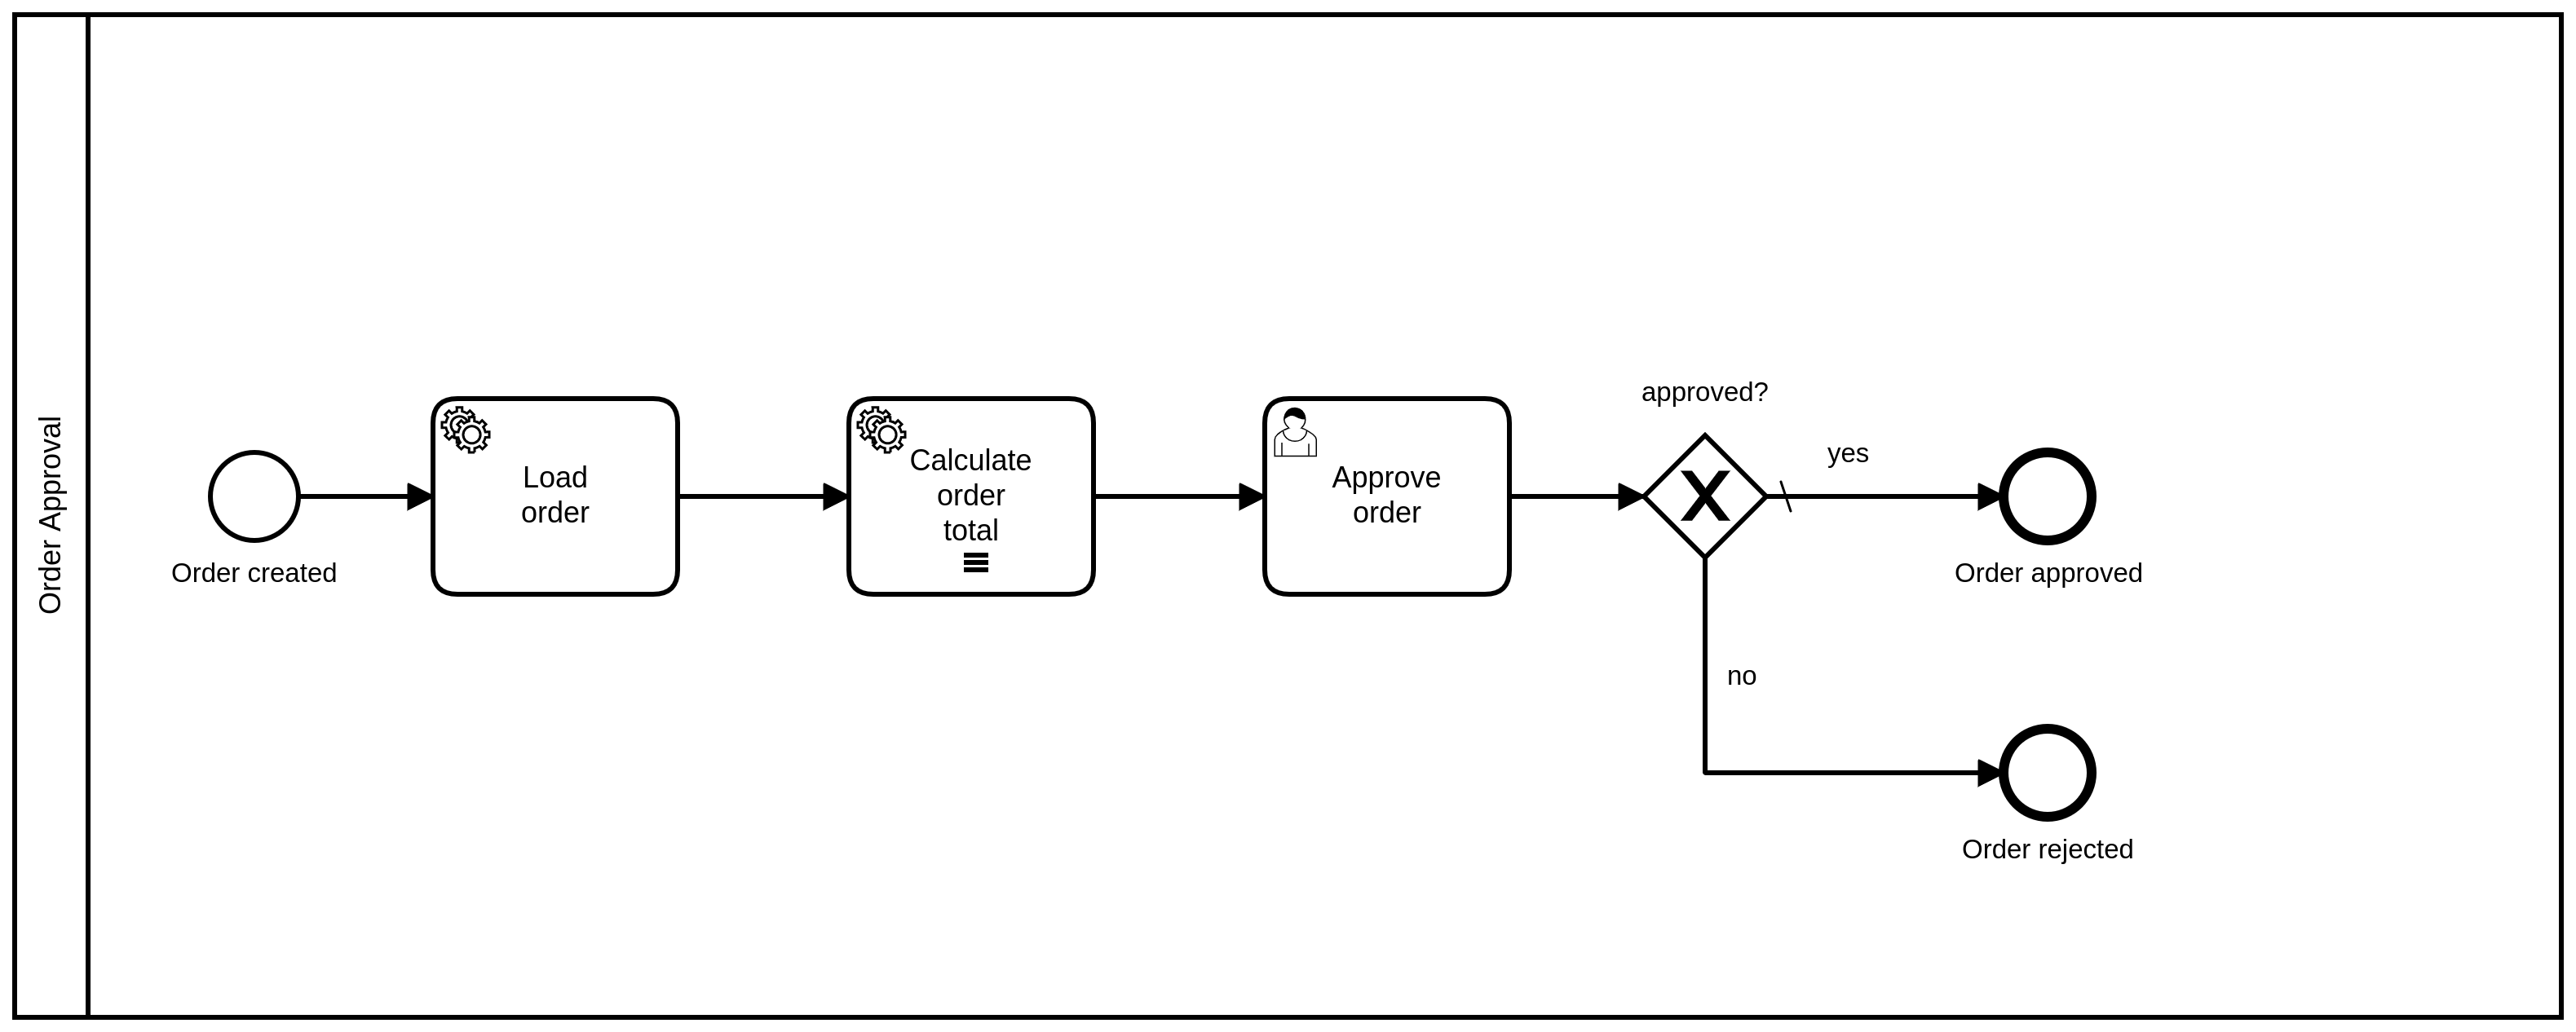 Order Approval
Order created
Load
order
Calculate
order
total
Approve
order
approved?
yes
Order approved
no
Order rejected